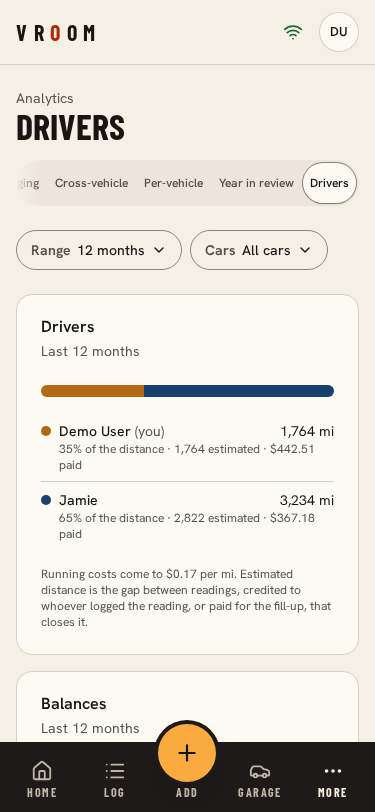 VROOM
DU
Analytics
DRIVERS
ging Cross-vehicle Per-vehicle Year in review Drivers
Range 12 months Cars All cars
Drivers
Last 12 months
Demo User (you) 1,764 mi
35% of the distance · 1,764 estimated · $442.51
paid
Jamie 3,234 mi
65% of the distance · 2,822 estimated · $367.18
paid
Running costs come to $0.17 per mi. Estimated
distance is the gap between readings, credited to
whoever logged the reading, or paid for the fill-up, that
closes it.
Balances
Last 12 months
HOME LOG ADD GARAGE MORE